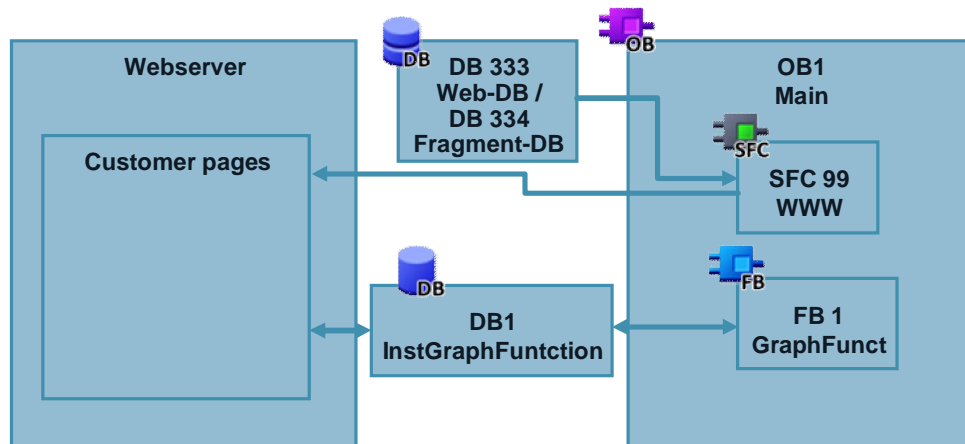 Webserver
Customer pages
DB
DB 333
Web-DB /
DB 334
Fragment-DB
OB
OB1
Main
SFC
SFC 99
WWW
DB
DB1
InstGraphFuntction
FB
FB 1
GraphFunct